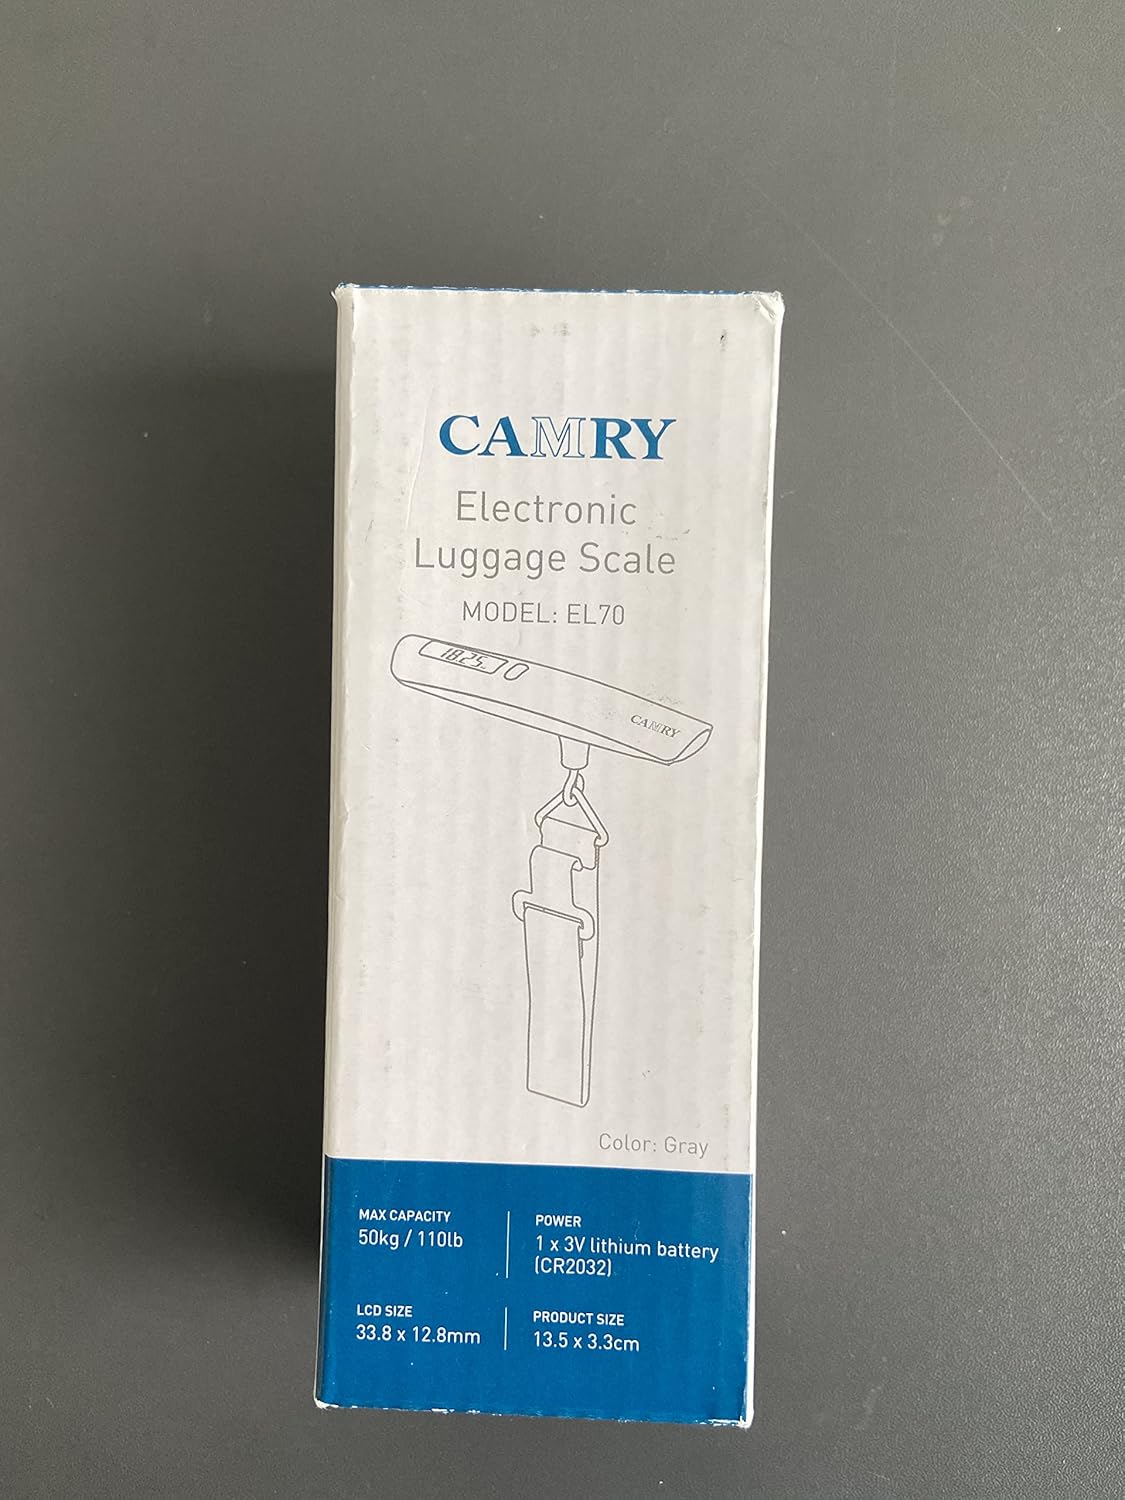 CAMRY
Electronic
Luggage Scale
MODEL: EL70
18.25
CAMRY
Color: Gray
MAX CAPACITY
50kg / 110lb
POWER
1 x 3V lithium battery
(CR2032)
LCD SIZE
33.8 x 12.8mm
PRODUCT SIZE
13.5 x 3.3cm